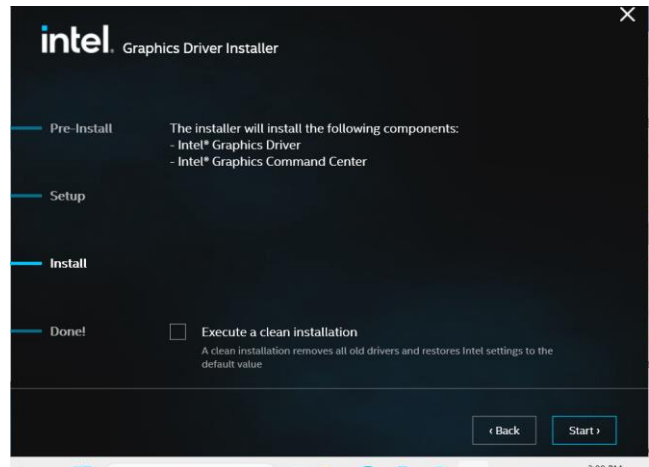 intel. Graphics Driver Installer
Pre-Install
The installer will install the following components:
- Intel® Graphics Driver
- Intel® Graphics Command Center
Setup
Install
Done!
Execute a clean installation
A clean installation removes all old drivers and restores Intel settings to the
default value
‹ Back
Start ›